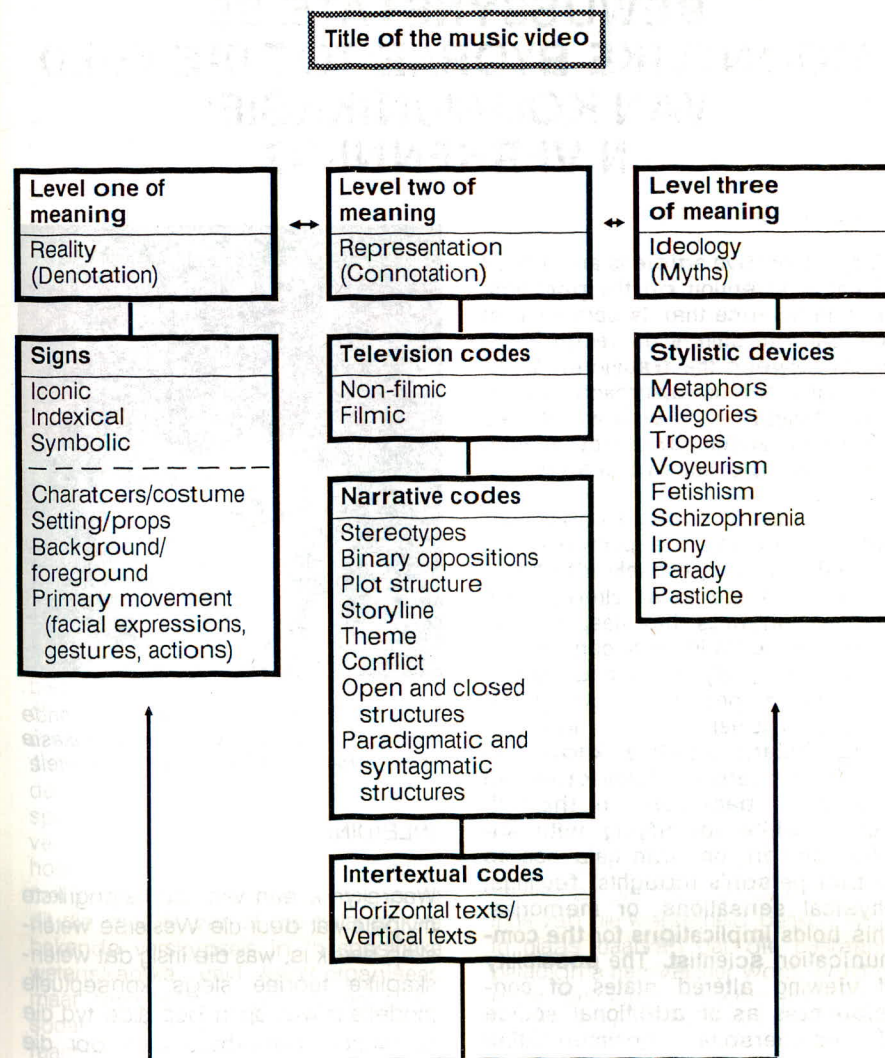 Title of the music video
Level one of
meaning
Reality
(Denotation)
Signs
Iconic
Indexical
Symbolic
Charatcers/costume
Setting/props
Background/
foreground
Primary movement
(facial expressions,
gestures, actions)
Level two of
meaning
Representation
(Connotation)
Television codes
Non-filmic
Filmic
Narrative codes
Stereotypes
Binary oppositions
Plot structure
Storyline
Theme
Conflict
Open and closed
structures
Paradigmatic and
syntagmatic
structures
Intertextual codes
Horizontal texts/
Vertical texts
Level three
of meaning
Ideology
(Myths)
Stylistic devices
Metaphors
Allegories
Tropes
Voyeurism
Fetishism
Schizophrenia
Irony
Parady
Pastiche